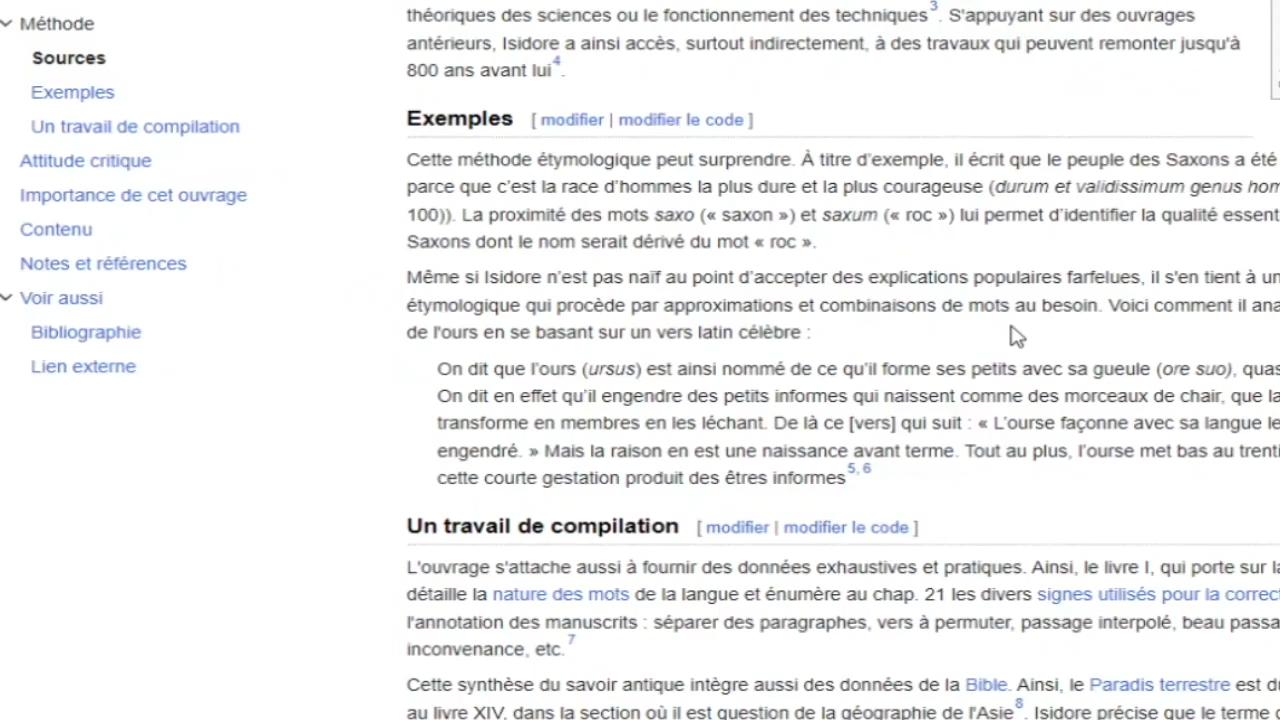 Méthode
Sources
Exemples
Un travail de compilation
Attitude critique
Importance de cet ouvrage
Contenu
Notes et références
Voir aussi
Bibliographie
Lien externe
théoriques des sciences ou le fonctionnement des techniques3. S'appuyant sur des ouvrages
antérieurs, Isidore a ainsi accès, surtout indirectement, à des travaux qui peuvent remonter jusqu'à
800 ans avant lui4.
Exemples [ modifier | modifier le code ]
Cette méthode étymologique peut surprendre. À titre d'exemple, il écrit que le peuple des Saxons a été
parce que c'est la race d'hommes la plus dure et la plus courageuse (durum et validissimum genus
100)). La proximité des mots saxo (« saxon ») et saxum (« roc ») lui permet d'identifier la qualité
Saxons dont le nom serait dérivé du mot « roc ».
Même si Isidore n'est pas naïf au point d'accepter des explications populaires farfelues, il s'en tient à
étymologique qui procède par approximations et combinaisons de mots au besoin. Voici comment il
de l'ours en se basant sur un vers latin célèbre :
On dit que l'ours (ursus) est ainsi nommé de ce qu'il forme ses petits avec sa gueule (ore suo),
On dit en effet qu'il engendre des petits informes qui naissent comme des morceaux de chair, que
transforme en membres en les léchant. De là ce [vers] qui suit : « L'ourse façonne avec sa langue
engendré. » Mais la raison en est une naissance avant terme. Tout au plus, l'ourse met bas au
cette courte gestation produit des êtres informes5, 6
Un travail de compilation [ modifier | modifier le code ]
L'ouvrage s'attache aussi à fournir des données exhaustives et pratiques. Ainsi, le livre I, qui porte sur
détaille la nature des mots de la langue et énumère au chap. 21 les divers signes utilisés pour la
l'annotation des manuscrits : séparer des paragraphes, vers à permuter, passage interpolé, beau
inconvenance, etc.7
Cette synthèse du savoir antique intègre aussi des données de la Bible. Ainsi, le Paradis terrestre est
au livre XIV, dans la section où il est question de la géographie de l'Asie8. Isidore précise que le terme